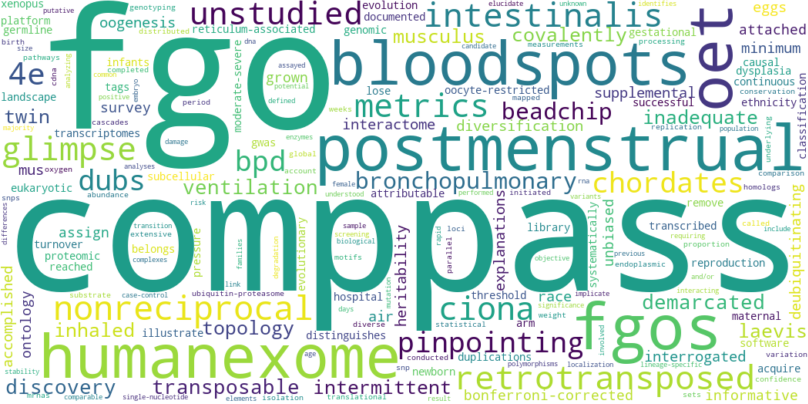 xenopus
putative
genotyping
platform
germline
oogenesis
distributed
birth
size
documented
pathways
reticulum-associated
fgo
unstudied
evolution
documented
genomic
intestinalis
elucidate
unknown
identifies
gestational
processing
eggs
attached
4e
cdna
completed
infants
tags
positive
analyzing
common
landscape
twin
survey
embryo
moderate-severe
dna
assayed
grown
potential
defined
cascades
period
bloodspots
musculus
candidate
measurements
covalently
oet
minimum
causal
dysplasia
continuous
conservation
ethnicity
classification
lose
oocyte-restricted
mapped
supplemental
successful
metrics
beadchip
inadequate
interactome
diversification
replication
population
glimpse
transcriptomes
damage
weeks
enzymes
gwas
global
account
postmenstrual
underlying
mus
oxygen
dubs
analyses
subcellular
bpd
ventilation
female
understood
bronchopulmonary
rna
attributable
performed
initiated
chordates
variants
comparison
homologs
eukaryotic
abundance
snps
differences
assign
turnover
proteomic
reached
transition
extensive
belongs
complexes
risk
pressure
families
link
evolutionary
degradation
comppass
sample
screening
biological
motifs
heritability
rapid
parallel
loci
explanations
library
objective
systematically
unbiased
transcribed
proportion
requiring
remove
called
include
previous
endoplasmic
reproduction
and/or
interacting
deubiquitinating
accomplished
ontology
substrate
case-control
ubiquitin-proteasome
mutation
hospital
days
air
nonreciprocal
inhaled
illustrate
topology
distinguishes
diverse
ciona
threshold
race
weight
implicate
significance
statistical
arm
fgos
involved
demarcated
maternal
laevis
software
variation
stability
humanexome
age
snp
conducted
pinpointing
duplications
polymorphisms
localization
lineage-specific
interrogated
acquire
confidence
discovery
mrnas
comparable
single-nucleotide
transposable
elements
isolation
newborn
intermittent
translational
result
retrotransposed
bonferroni-corrected
sets
informative